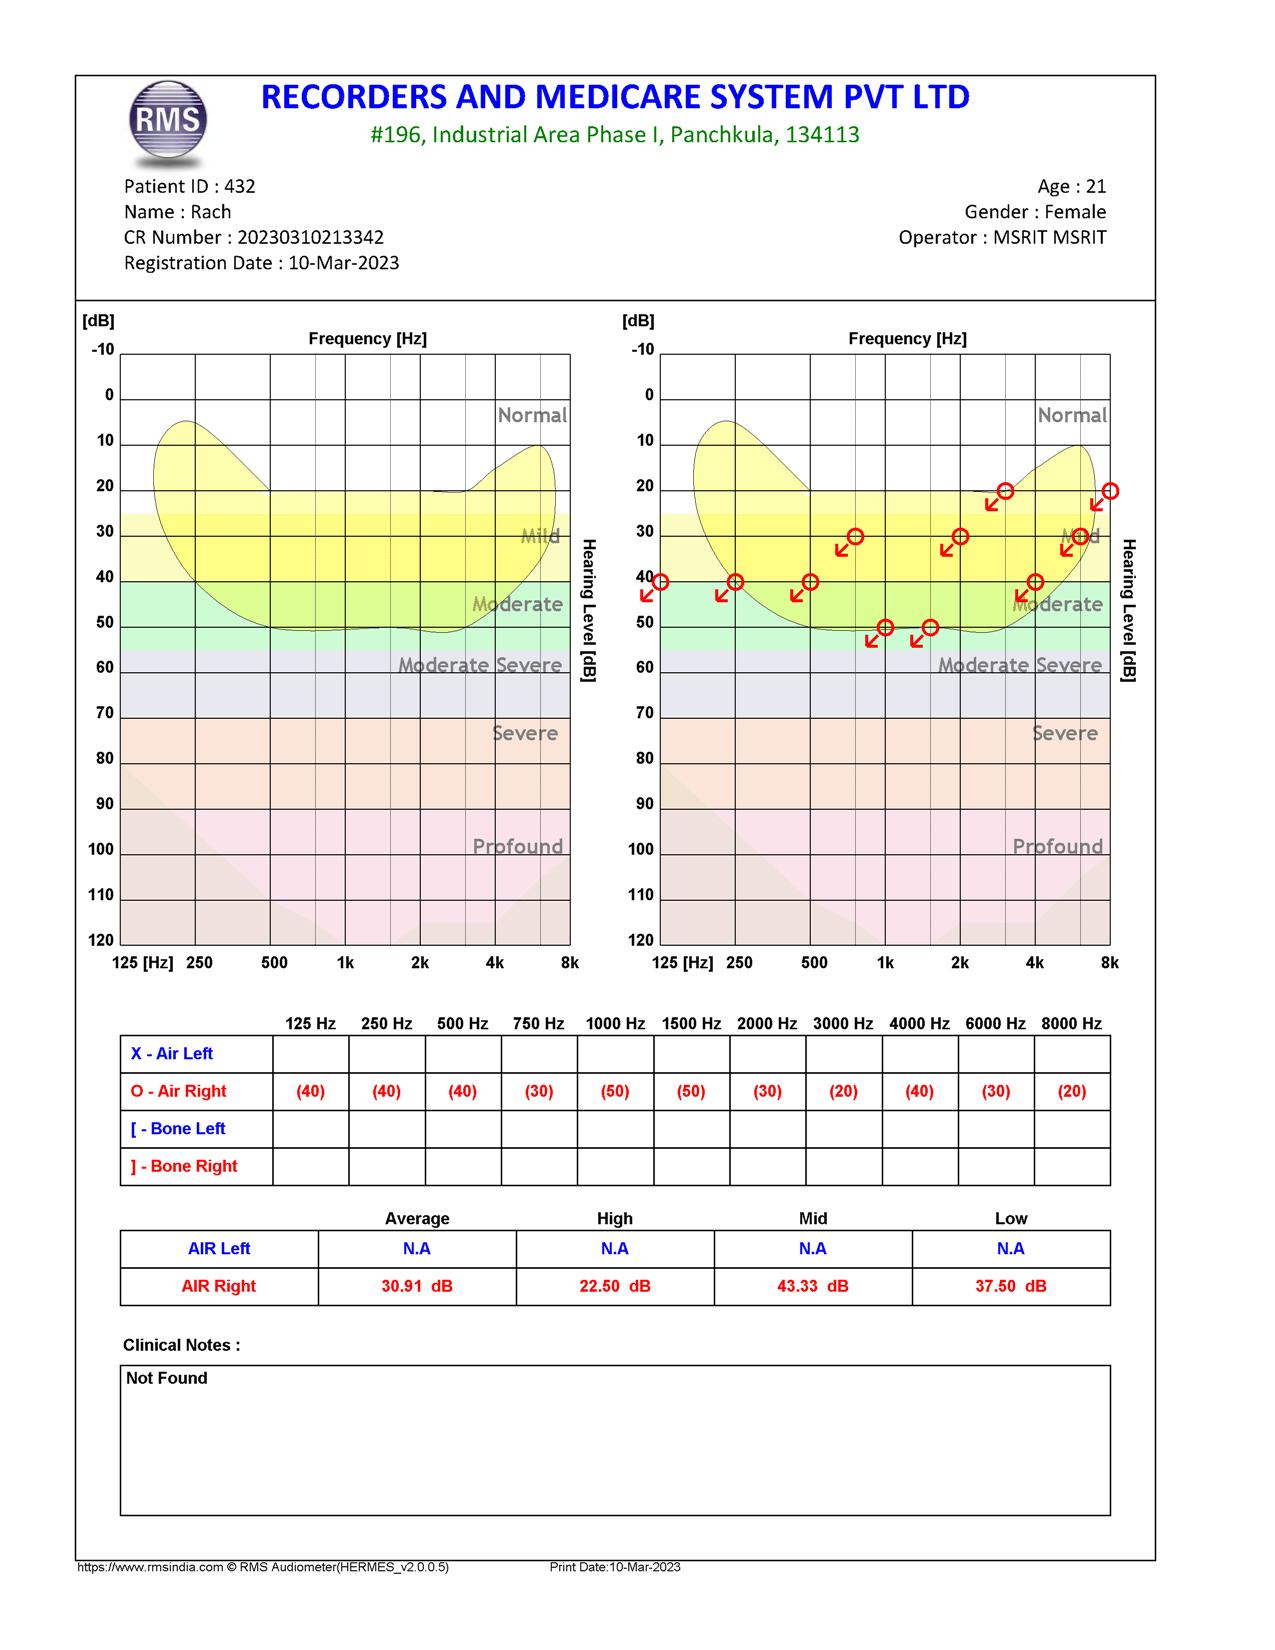 RMS
RECORDERS AND MEDICARE SYSTEM PVT LTD
#196, Industrial Area Phase I, Panchkula, 134113
Patient ID : 432
Name : Rach
CR Number : 20230310213342
Registration Date : 10-Mar-2023
Age : 21
Gender : Female
Operator : MSRIT MSRIT
[dB]
Frequency [Hz]
-10
0
10
20
30
40
50
60
70
80
90
100
110
120
Normal
Mild
Moderate
Moderate Severe
Severe
Profound
Hearing Level [dB]
125 [Hz] 250 500 1k 2k 4k 8k
[dB]
Frequency [Hz]
-10
0
10
20
30
40
50
60
70
80
90
100
110
120
Normal
Mild
Moderate
Moderate Severe
Severe
Profound
Hearing Level [dB]
125 [Hz] 250 500 1k 2k 4k 8k
125 Hz 250 Hz 500 Hz 750 Hz 1000 Hz 1500 Hz 2000 Hz 3000 Hz 4000 Hz 6000 Hz 8000 Hz
X - Air Left
O - Air Right (40) (40) (40) (30) (50) (50) (30) (20) (40) (30) (20)
[ - Bone Left
] - Bone Right
Average High Mid Low
AIR Left N.A N.A N.A N.A
AIR Right 30.91 dB 22.50 dB 43.33 dB 37.50 dB
Clinical Notes :
Not Found
https://www.rmsindia.com © RMS Audiometer(HERMES_v2.0.0.5) Print Date:10-Mar-2023